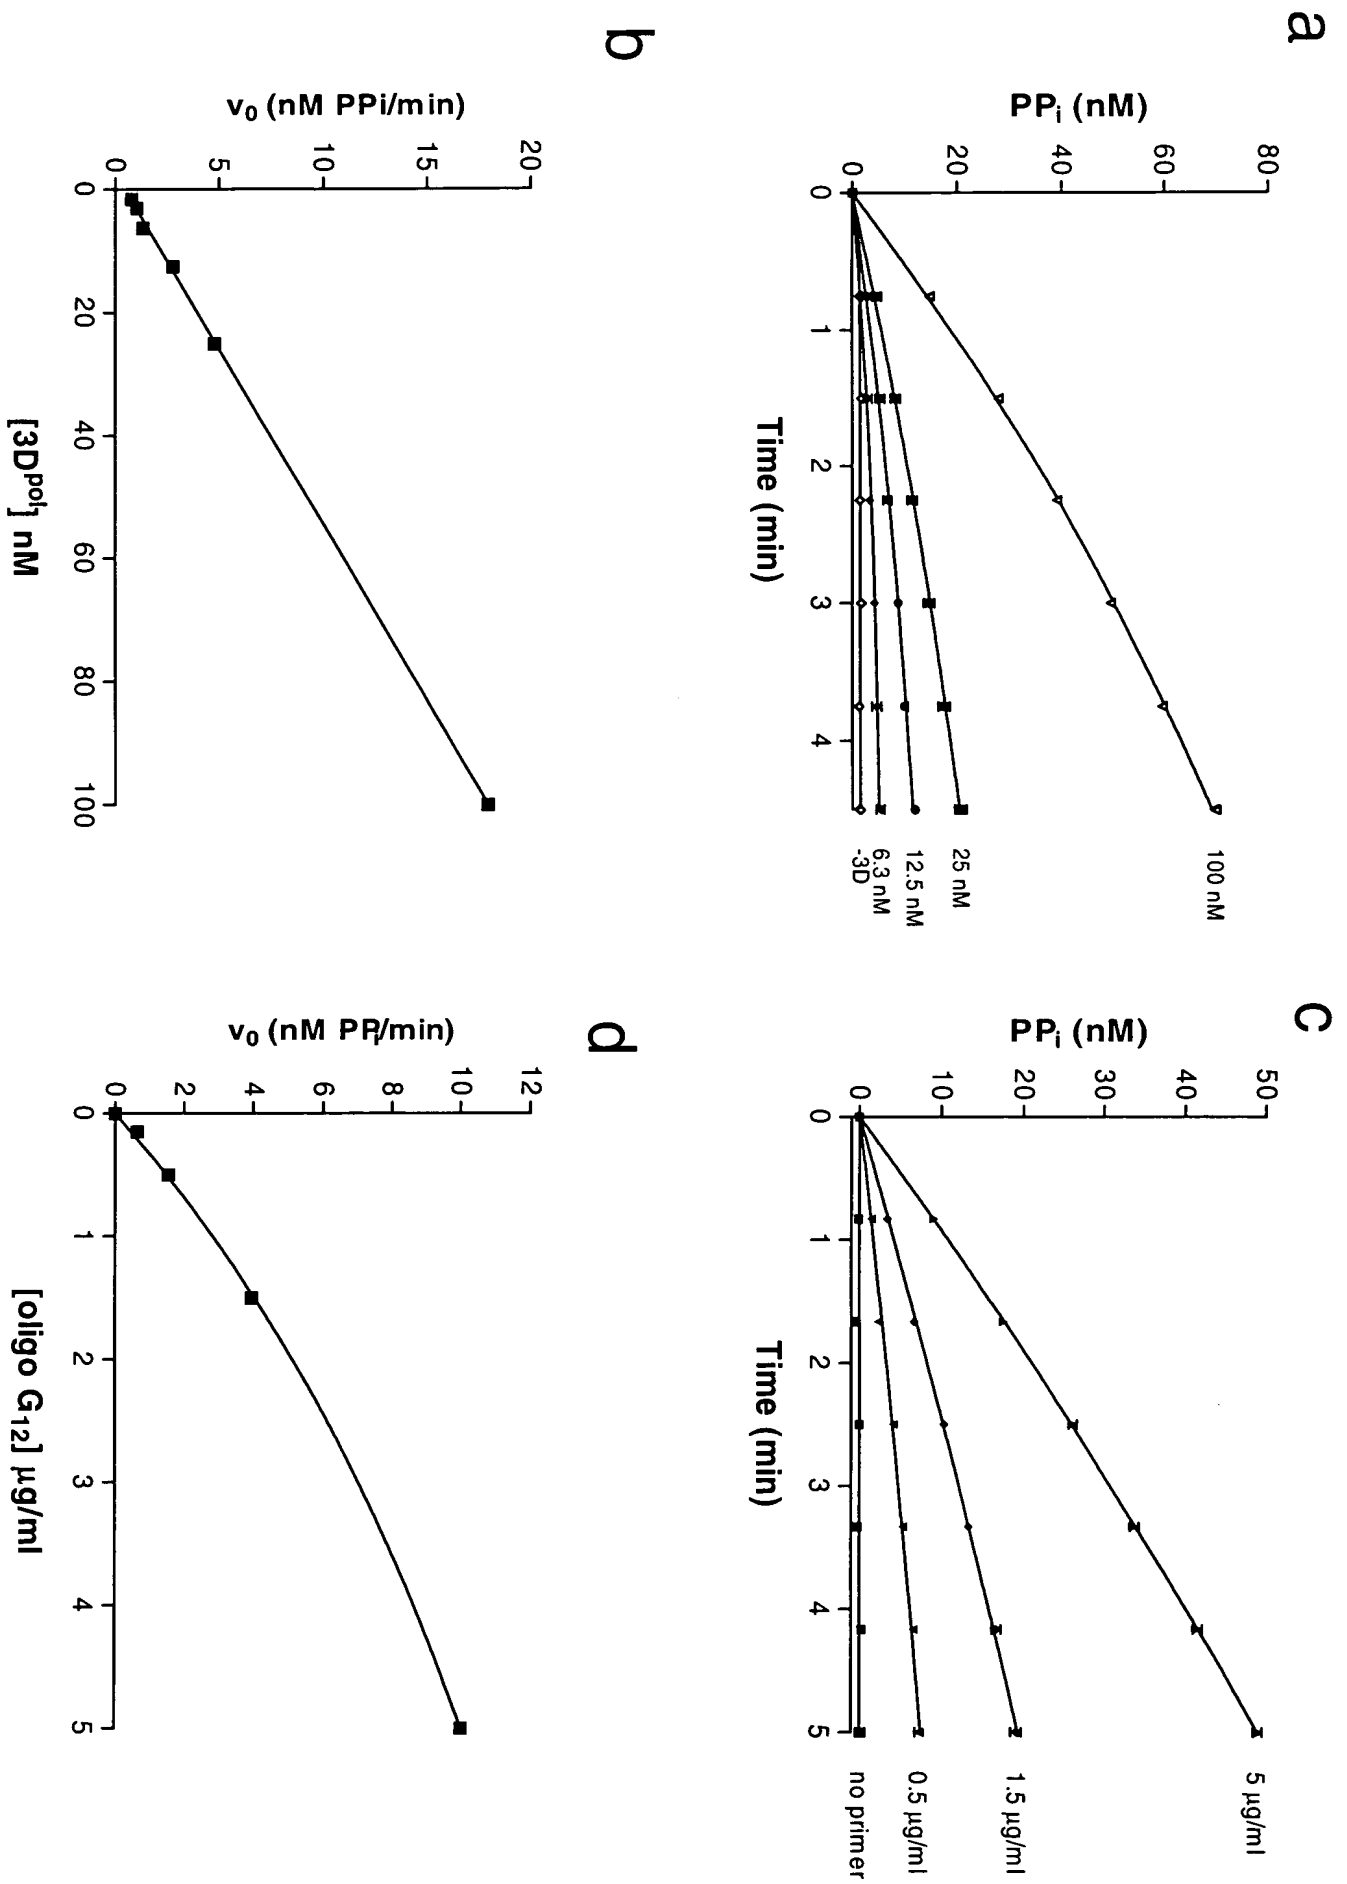 a
PPi (nM)
80
60
40
20
0
0
1
2
3
4
Time (min)
100 nM
25 nM
12.5 nM
6.3 nM
-3D
b
v0 (nM PPi/min)
20
15
10
5
0
0
20
40
60
80
100
[3Dpol] nM
c
PPi (nM)
50
40
30
20
10
0
0
1
2
3
4
5
Time (min)
5 µg/ml
1.5 µg/ml
0.5 µg/ml
no primer
d
v0 (nM PPi/min)
12
10
8
6
4
2
0
0
1
2
3
4
5
[oligo G12] µg/ml